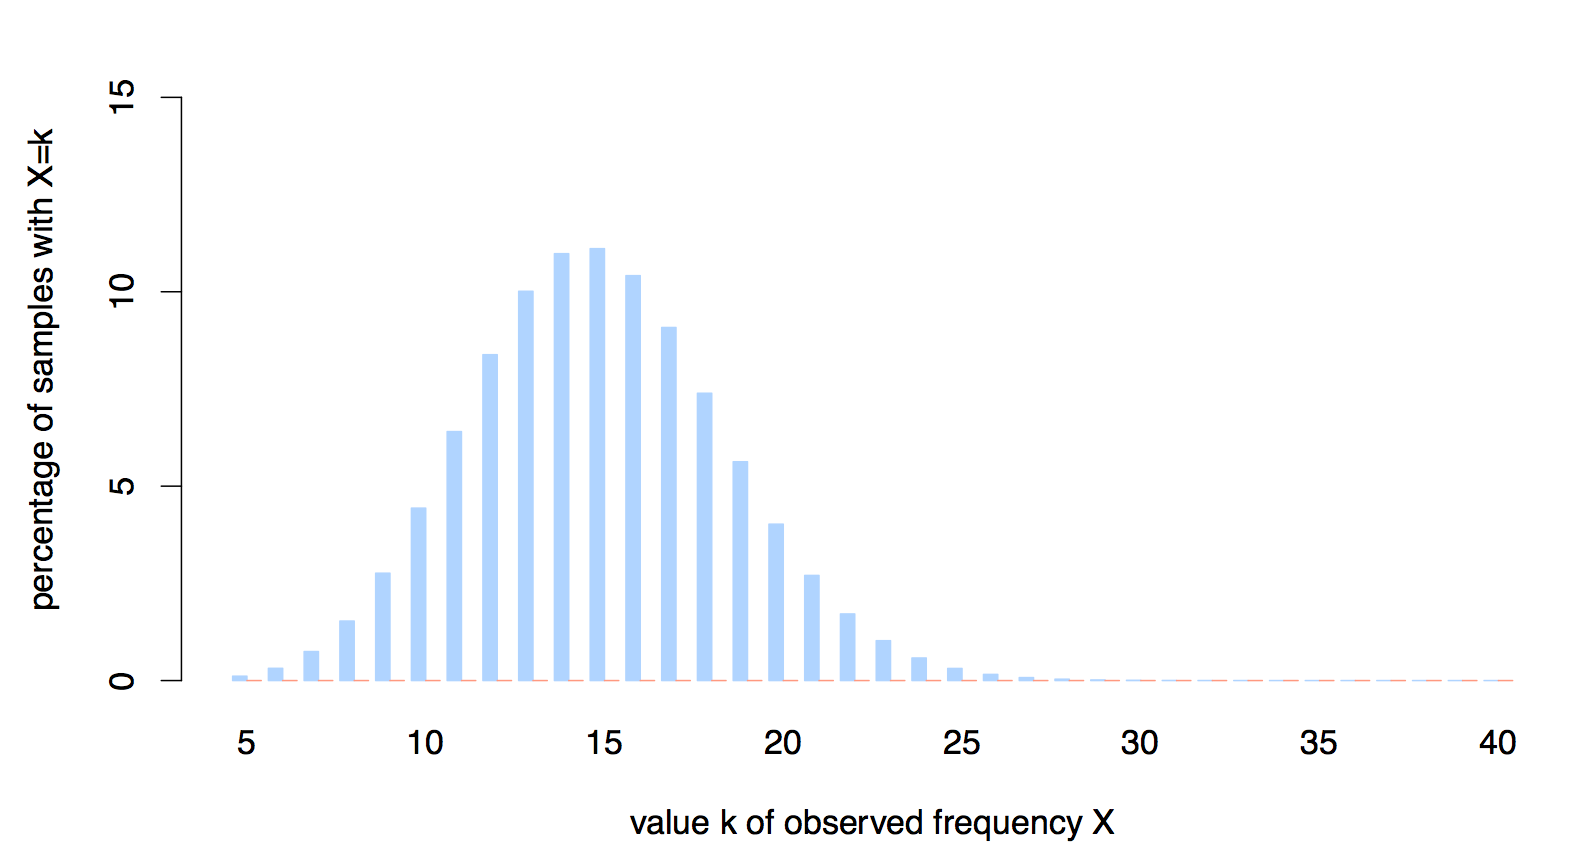 percentage of samples with X=k
15
10
5
0
5 10 15 20 25 30 35 40
value k of observed frequency X